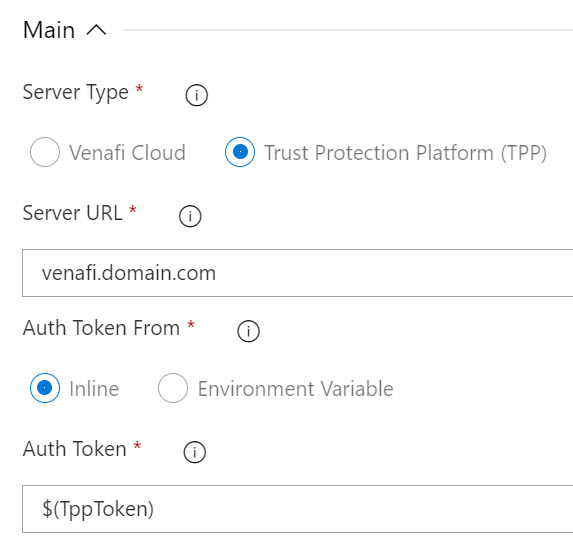 Main
Server Type *
Venafi Cloud Trust Protection Platform (TPP)
Server URL *
venafi.domain.com
Auth Token From *
Inline Environment Variable
Auth Token *
$(TppToken)